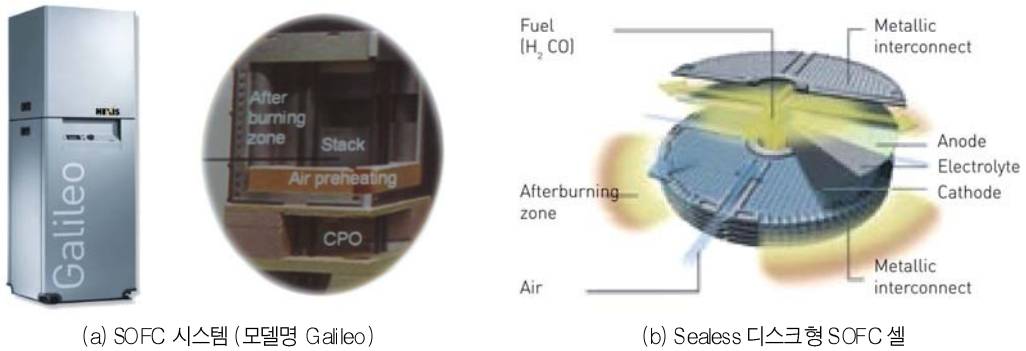 HEXIS
Galileo
After
burning
zone
Stack
Air preheating
CPO
(a) SOFC 시스템 (모델명 Galileo)
Fuel
(H₂ CO)
Metallic
interconnect
Anode
Electrolyte
Cathode
Afterburning
zone
Air
Metallic
interconnect
(b) Sealess 디스크형 SOFC 셀